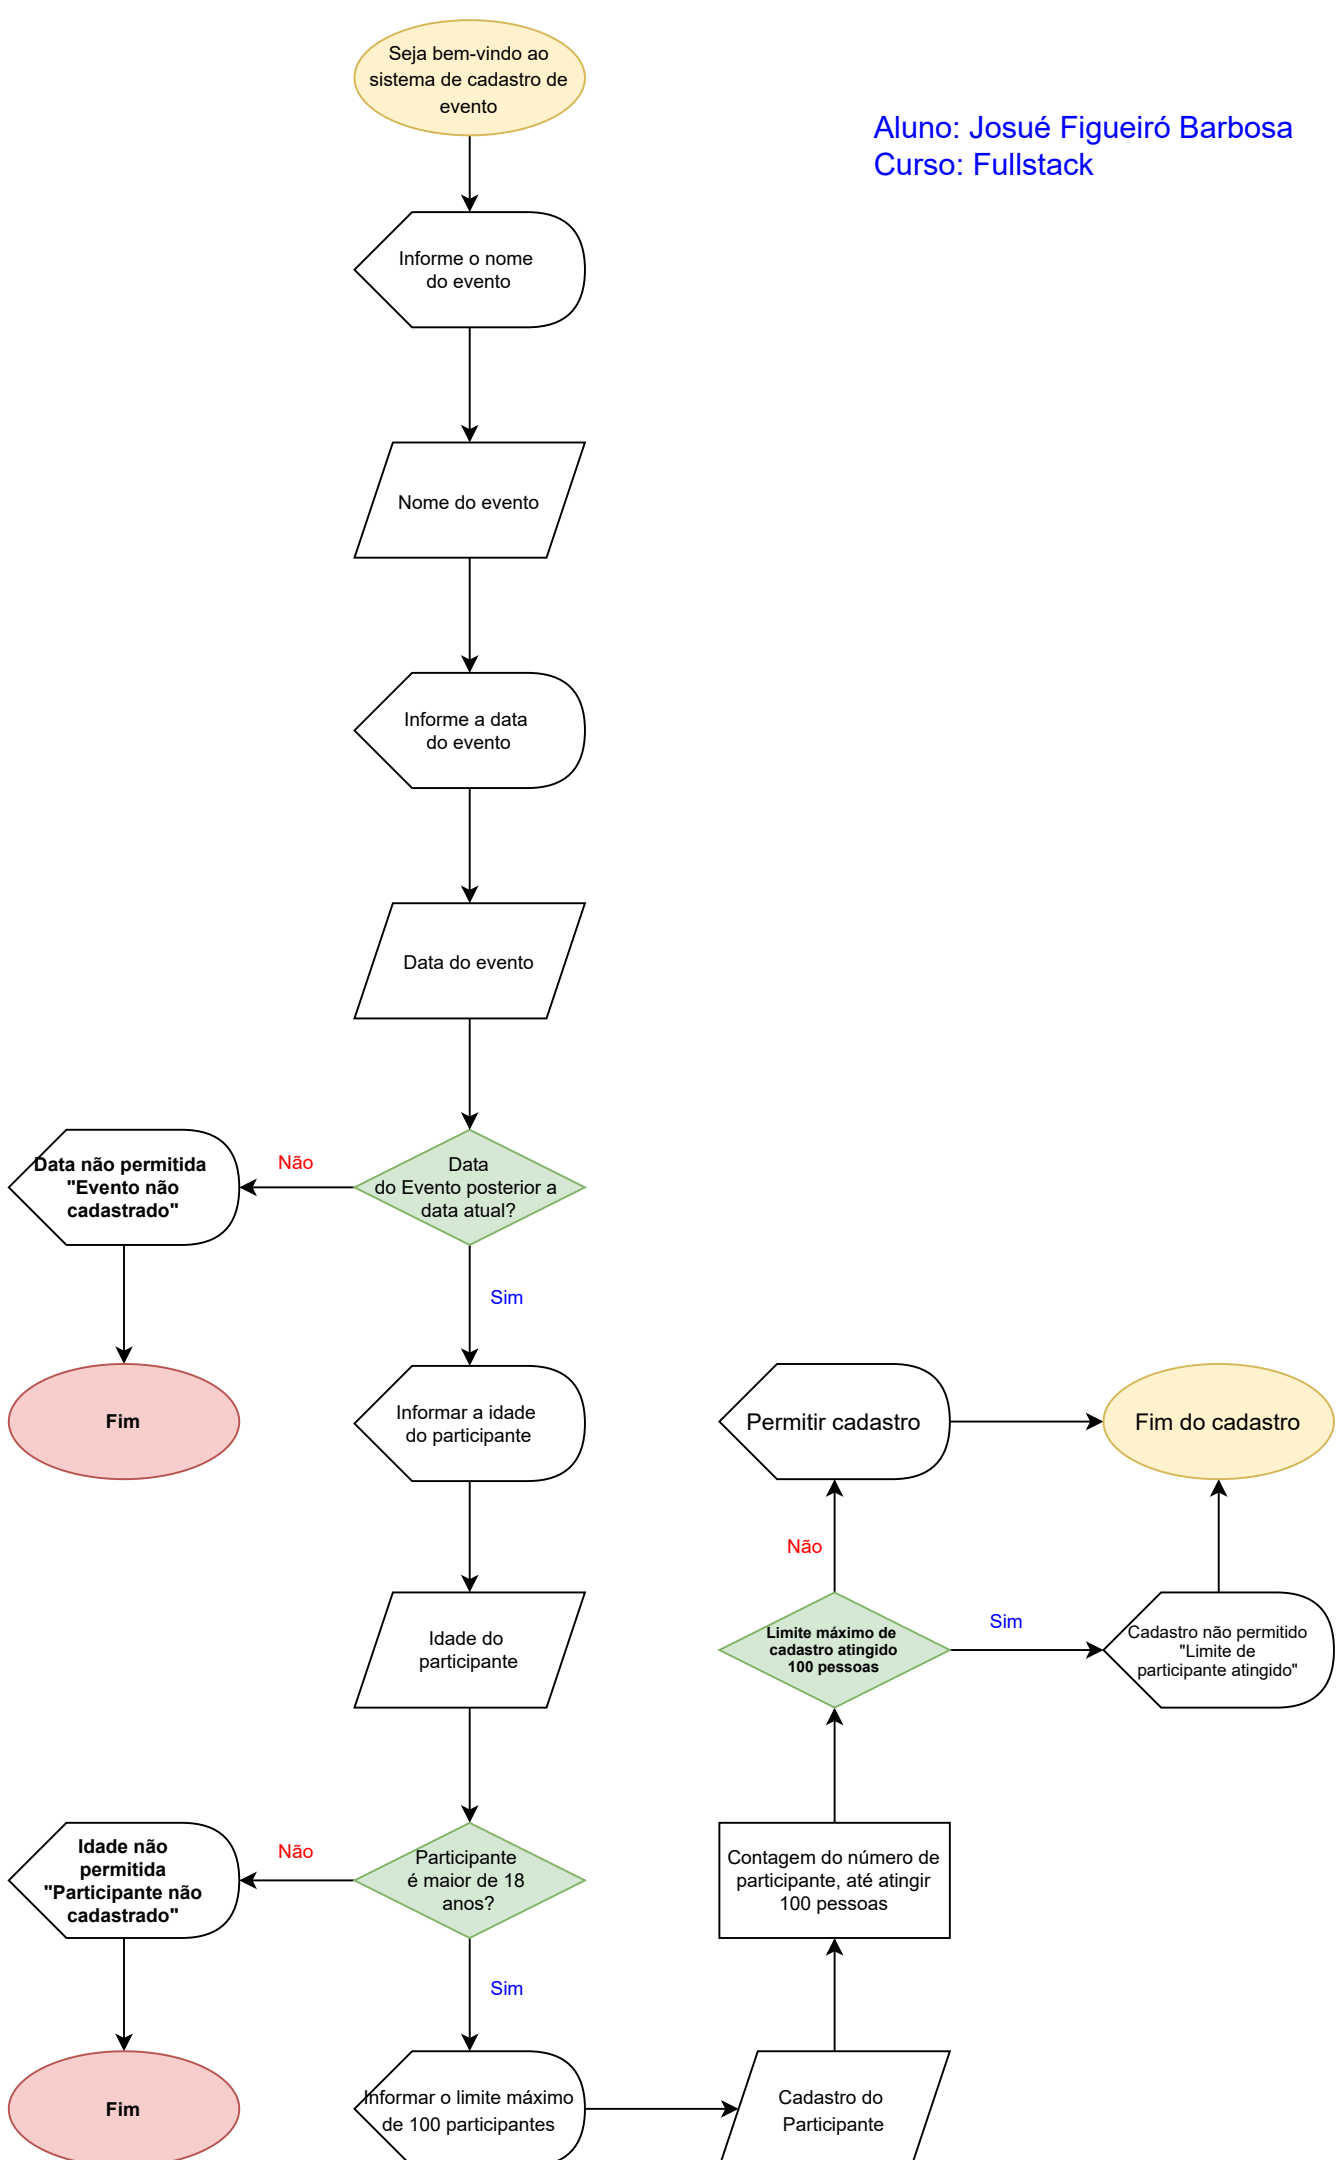 Seja bem-vindo ao
sistema de cadastro de
evento
Aluno: Josué Figueiró Barbosa
Curso: Fullstack
Informe o nome
do evento
Nome do evento
Informe a data
do evento
Data do evento
Data
do Evento posterior a
data atual?
Não
Data não permitida
"Evento não
cadastrado"
Fim
Sim
Informar a idade
do participante
Idade do
participante
Participante
é maior de 18
anos?
Não
Idade não
permitida
"Participante não
cadastrado"
Fim
Sim
Informar o limite máximo
de 100 participantes
Cadastro do
Participante
Contagem do número de
participante, até atingir
100 pessoas
Limite máximo de
cadastro atingido
100 pessoas
Não
Permitir cadastro
Sim
Cadastro não permitido
"Limite de
participante atingido"
Fim do cadastro